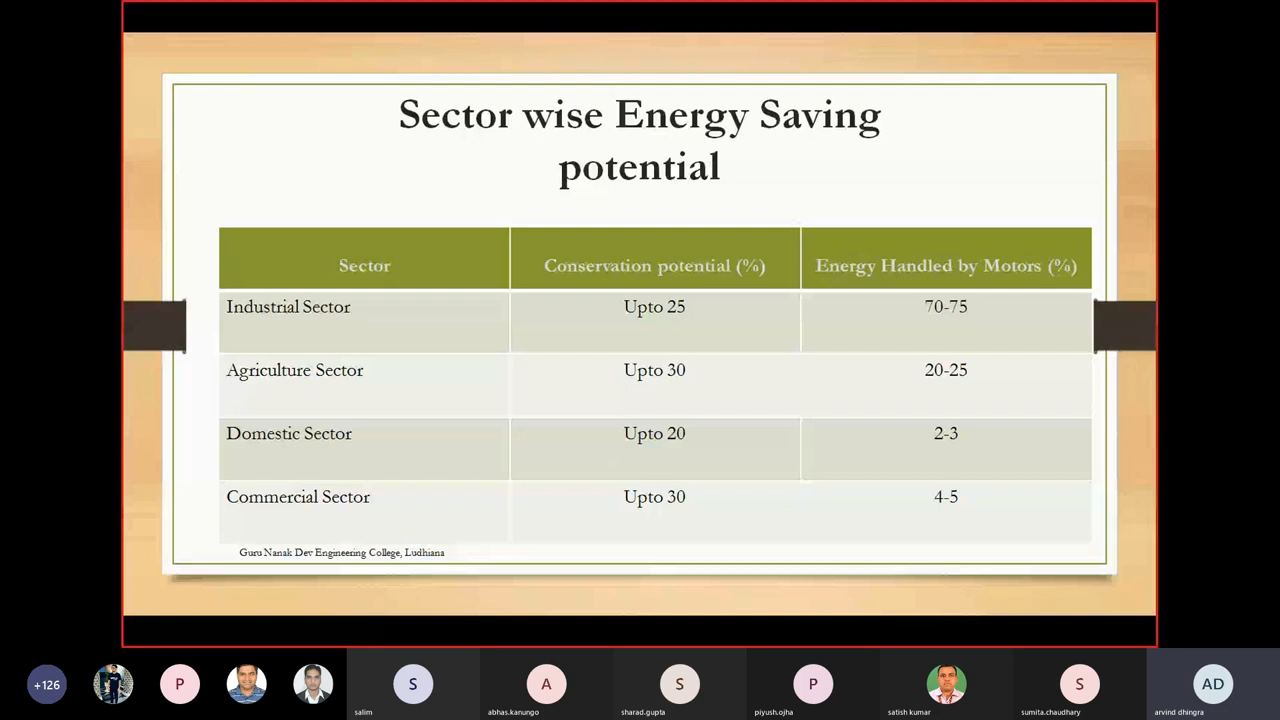 Sector wise Energy Saving
potential
Sector Conservation potential (%) Energy Handled by Motors (%)
Industrial Sector Upto 25 70-75
Agriculture Sector Upto 30 20-25
Domestic Sector Upto 20 2-3
Commercial Sector Upto 30 4-5
Guru Nanak Dev Engineering College, Ludhiana
+126 P S A S P S AD
salim abhas.kanungo sharad.gupta piyush.ojha satish kumar sumita.chaudhary arvind dhingra